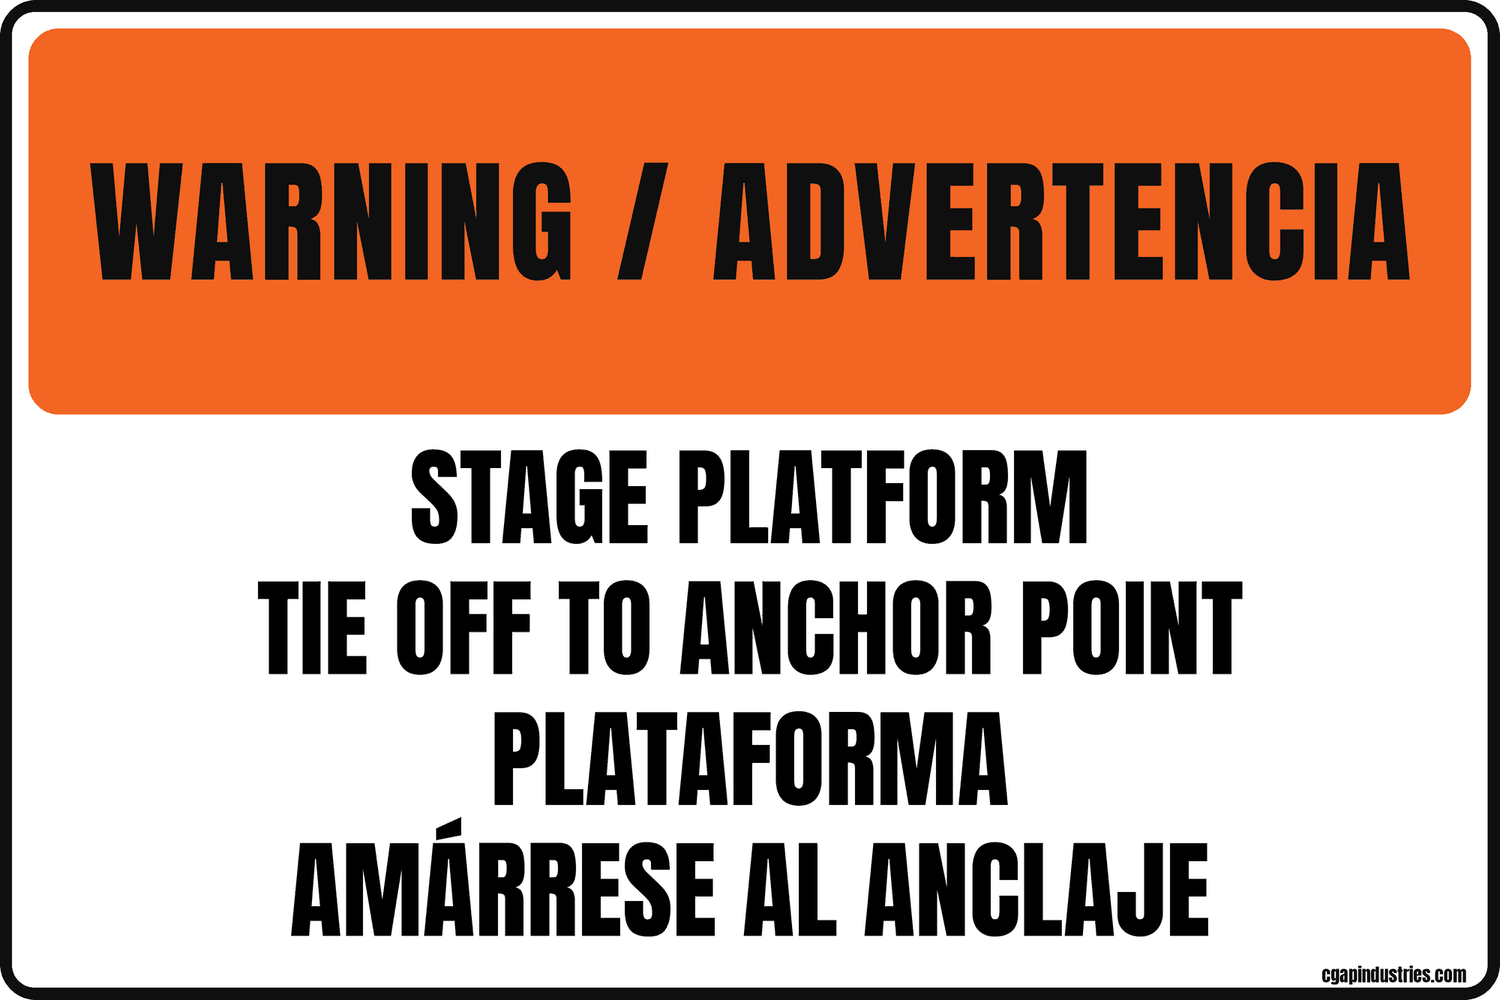 WARNING / ADVERTENCIA
STAGE PLATFORM
TIE OFF TO ANCHOR POINT
PLATAFORMA
AMÁRRESE AL ANCLAJE
cgapindustries.com